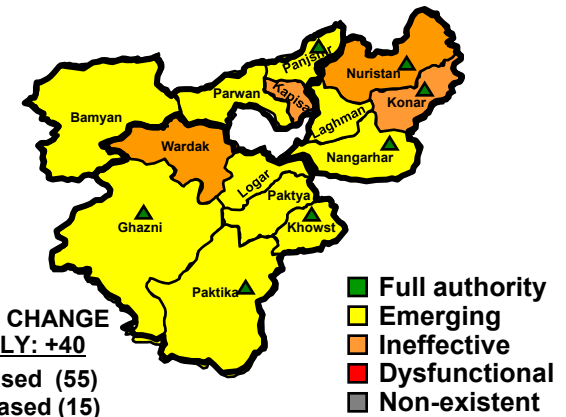 Panjshir
Nuristan
Parwan
Kapisa
Konar
Bamyan
Laghman
Wardak
Nangarhar
Logar
Paktya
Ghazni
Khowst
Paktika
Full authority
Emerging
Ineffective
Dysfunctional
Non-existent
CHANGE
LY: +40
sed (55)
ased (15)